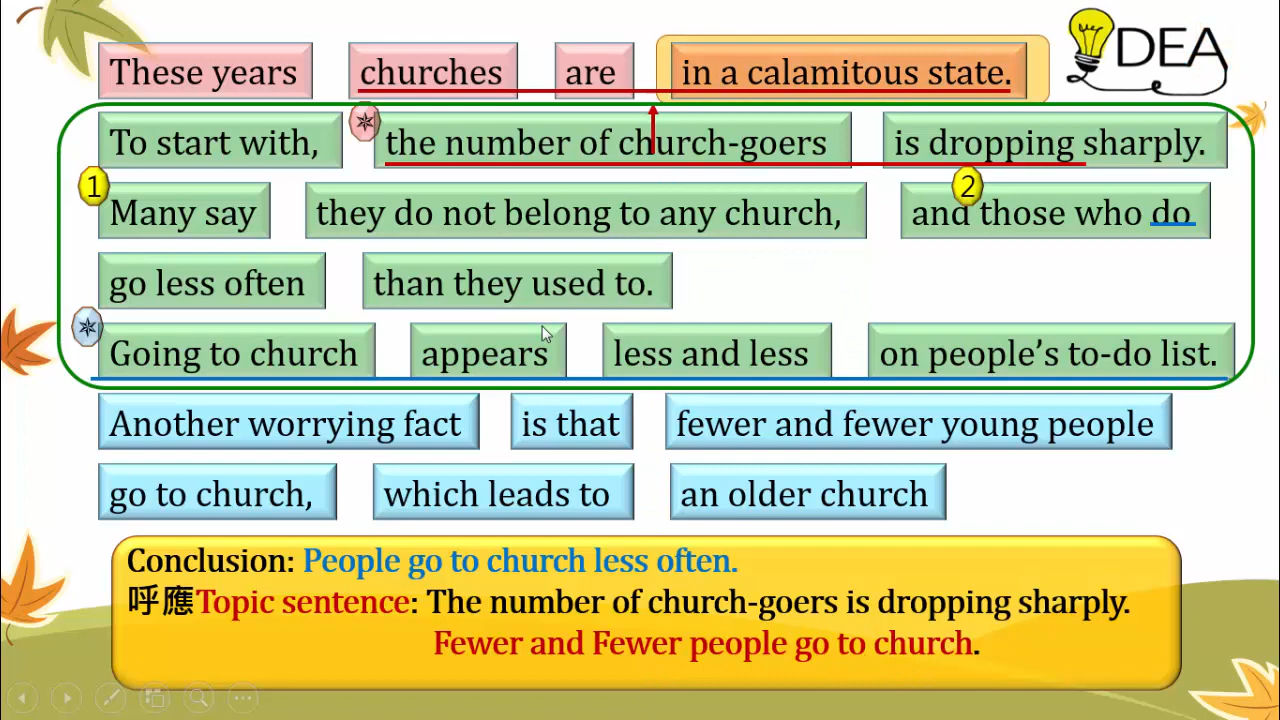 IDEA
These years churches are in a calamitous state.
To start with, the number of church-goers is dropping sharply.
1 2
Many say they do not belong to any church, and those who do
go less often than they used to.
Going to church appears less and less on people's to-do list.
Another worrying fact is that fewer and fewer young people
go to church, which leads to an older church
Conclusion: People go to church less often.
呼應Topic sentence: The number of church-goers is dropping sharply.
Fewer and Fewer people go to church.